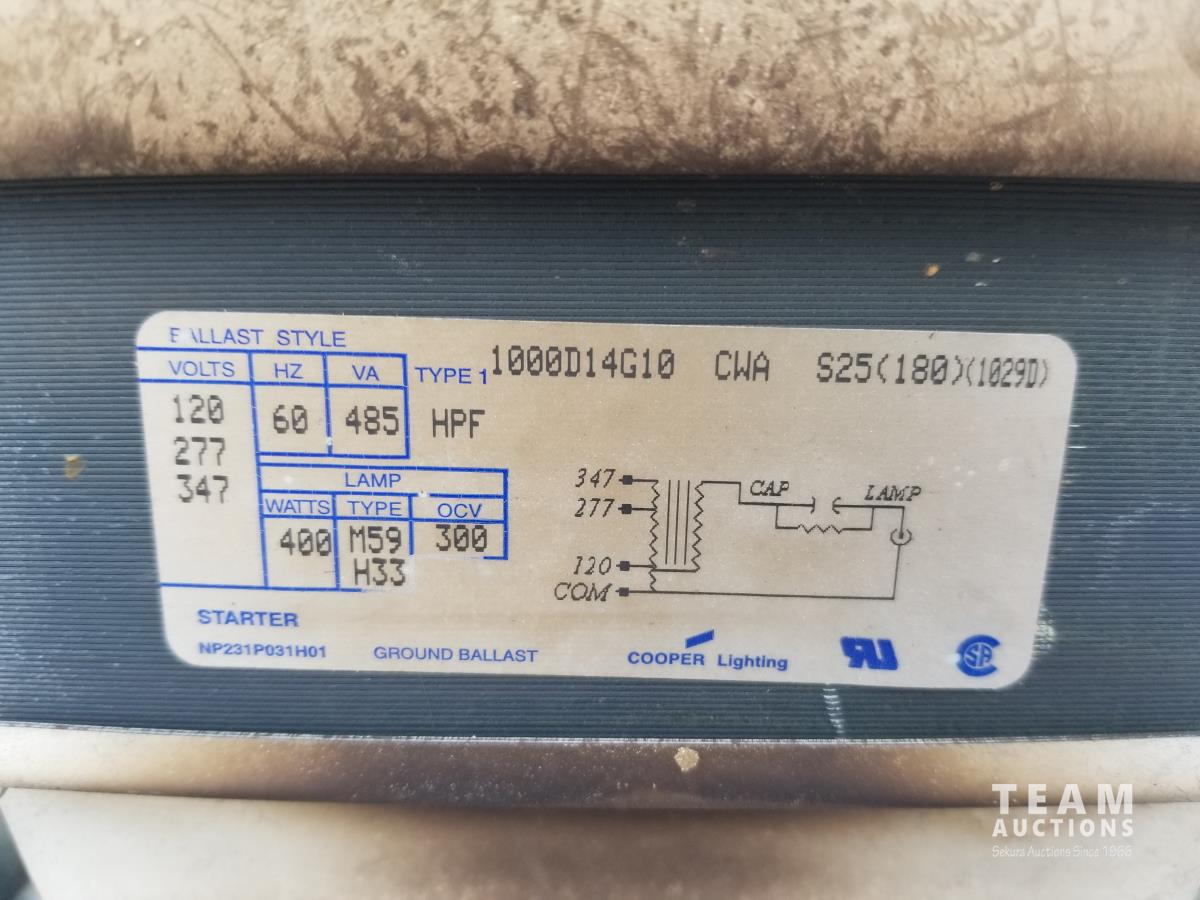 BALLAST STYLE
VOLTS HZ VA TYPE 1 1000D14G10 CWA S25(180)(1029D)
120 60 485 HPF
277
347
LAMP
WATTS TYPE OCV
400 M59 300
H33
347 CAP LAMP
277
120
COM
STARTER
NP231P031H01 GROUND BALLAST COOPER Lighting RU SA
TEAM
AUCTIONS
Sekura Auctions Since 1966